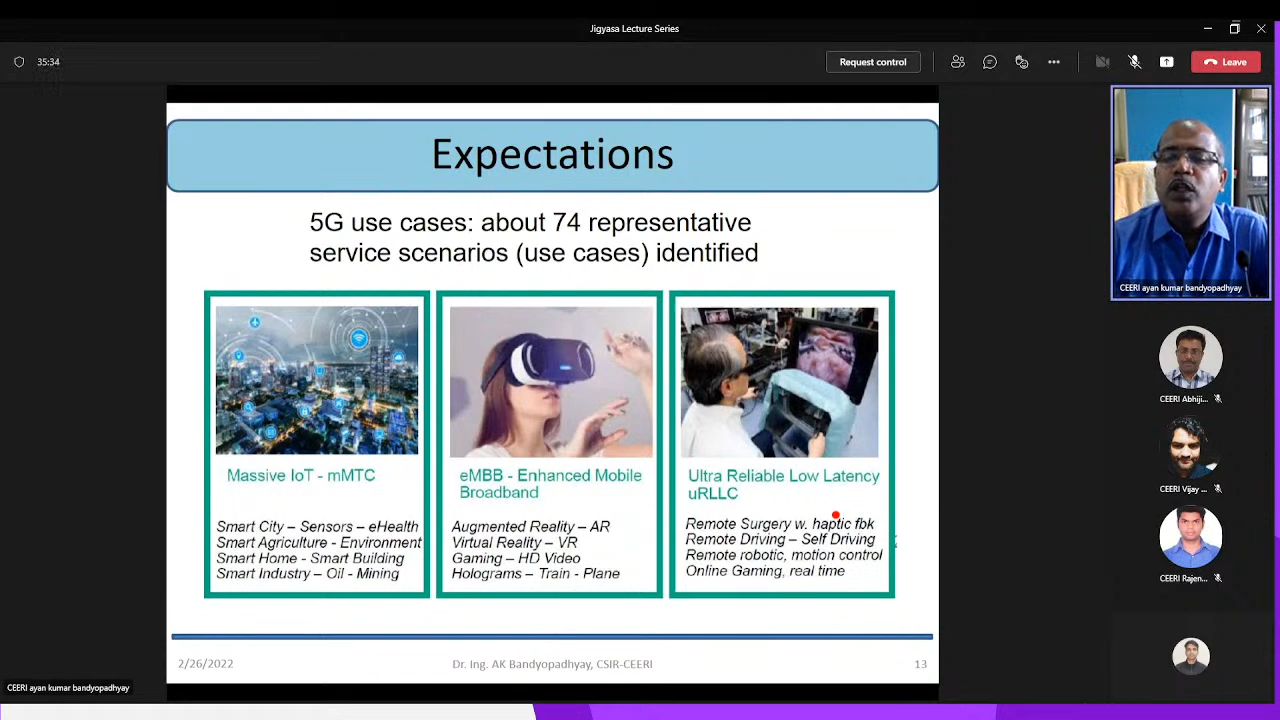 Jigyasa Lecture Series
35:34
Request control
Leave
Expectations
5G use cases: about 74 representative
service scenarios (use cases) identified
Massive IoT - mMTC
Smart City – Sensors – eHealth
Smart Agriculture - Environment
Smart Home - Smart Building
Smart Industry – Oil - Mining
eMBB - Enhanced Mobile
Broadband
Augmented Reality – AR
Virtual Reality – VR
Gaming – HD Video
Holograms – Train - Plane
Ultra Reliable Low Latency
uRLLC
Remote Surgery w. haptic fbk
Remote Driving – Self Driving
Remote robotic, motion control
Online Gaming, real time
2/26/2022
Dr. Ing. AK Bandyopadhyay, CSIR-CEERI
13
CEERI ayan kumar bandyopadhyay
CEERI Abhiji...
CEERI Vijay ...
CEERI Rajen...
CEERI ayan kumar bandyopadhyay